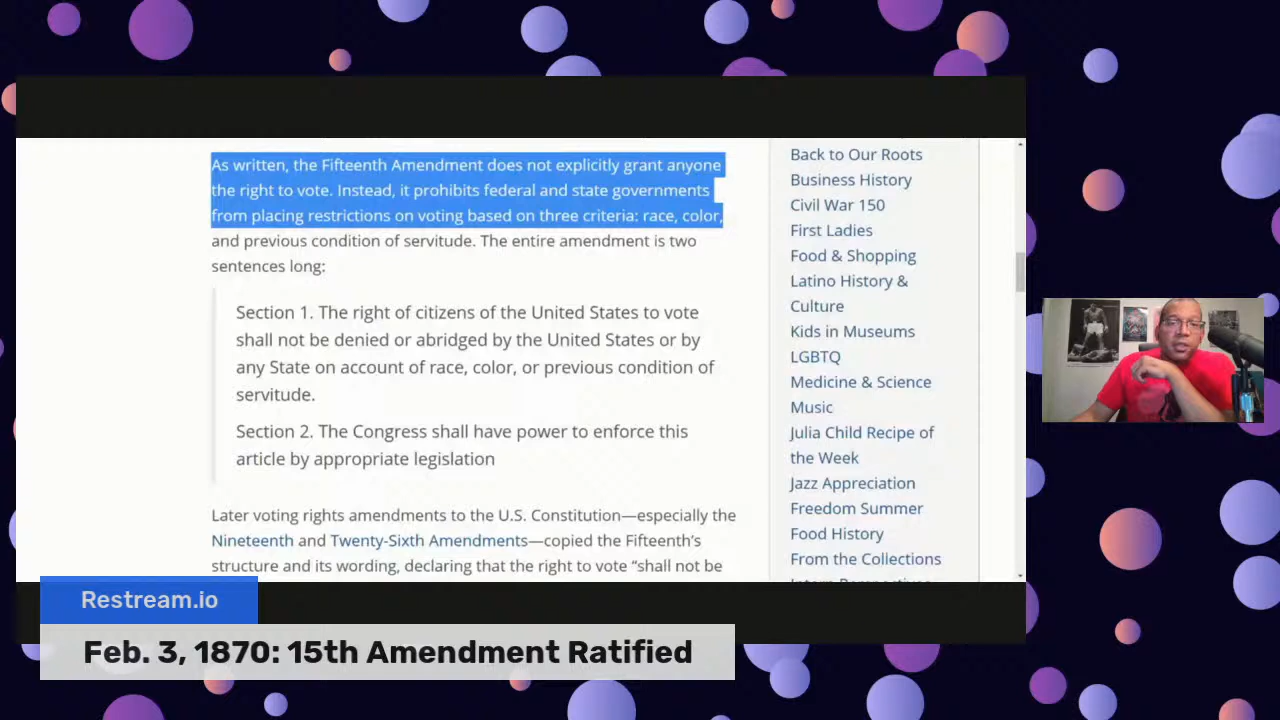 As written, the Fifteenth Amendment does not explicitly grant anyone
the right to vote. Instead, it prohibits federal and state governments
from placing restrictions on voting based on three criteria: race, color,
and previous condition of servitude. The entire amendment is two
sentences long:
Section 1. The right of citizens of the United States to vote
shall not be denied or abridged by the United States or by
any State on account of race, color, or previous condition of
servitude.
Section 2. The Congress shall have power to enforce this
article by appropriate legislation
Later voting rights amendments to the U.S. Constitution—especially the
Nineteenth and Twenty-Sixth Amendments—copied the Fifteenth’s
structure and its wording, declaring that the right to vote “shall not be
Back to Our Roots
Business History
Civil War 150
First Ladies
Food & Shopping
Latino History &
Culture
Kids in Museums
LGBTQ
Medicine & Science
Music
Julia Child Recipe of
the Week
Jazz Appreciation
Freedom Summer
Food History
From the Collections
Intern Perspectives
Restream.io
Feb. 3, 1870: 15th Amendment Ratified